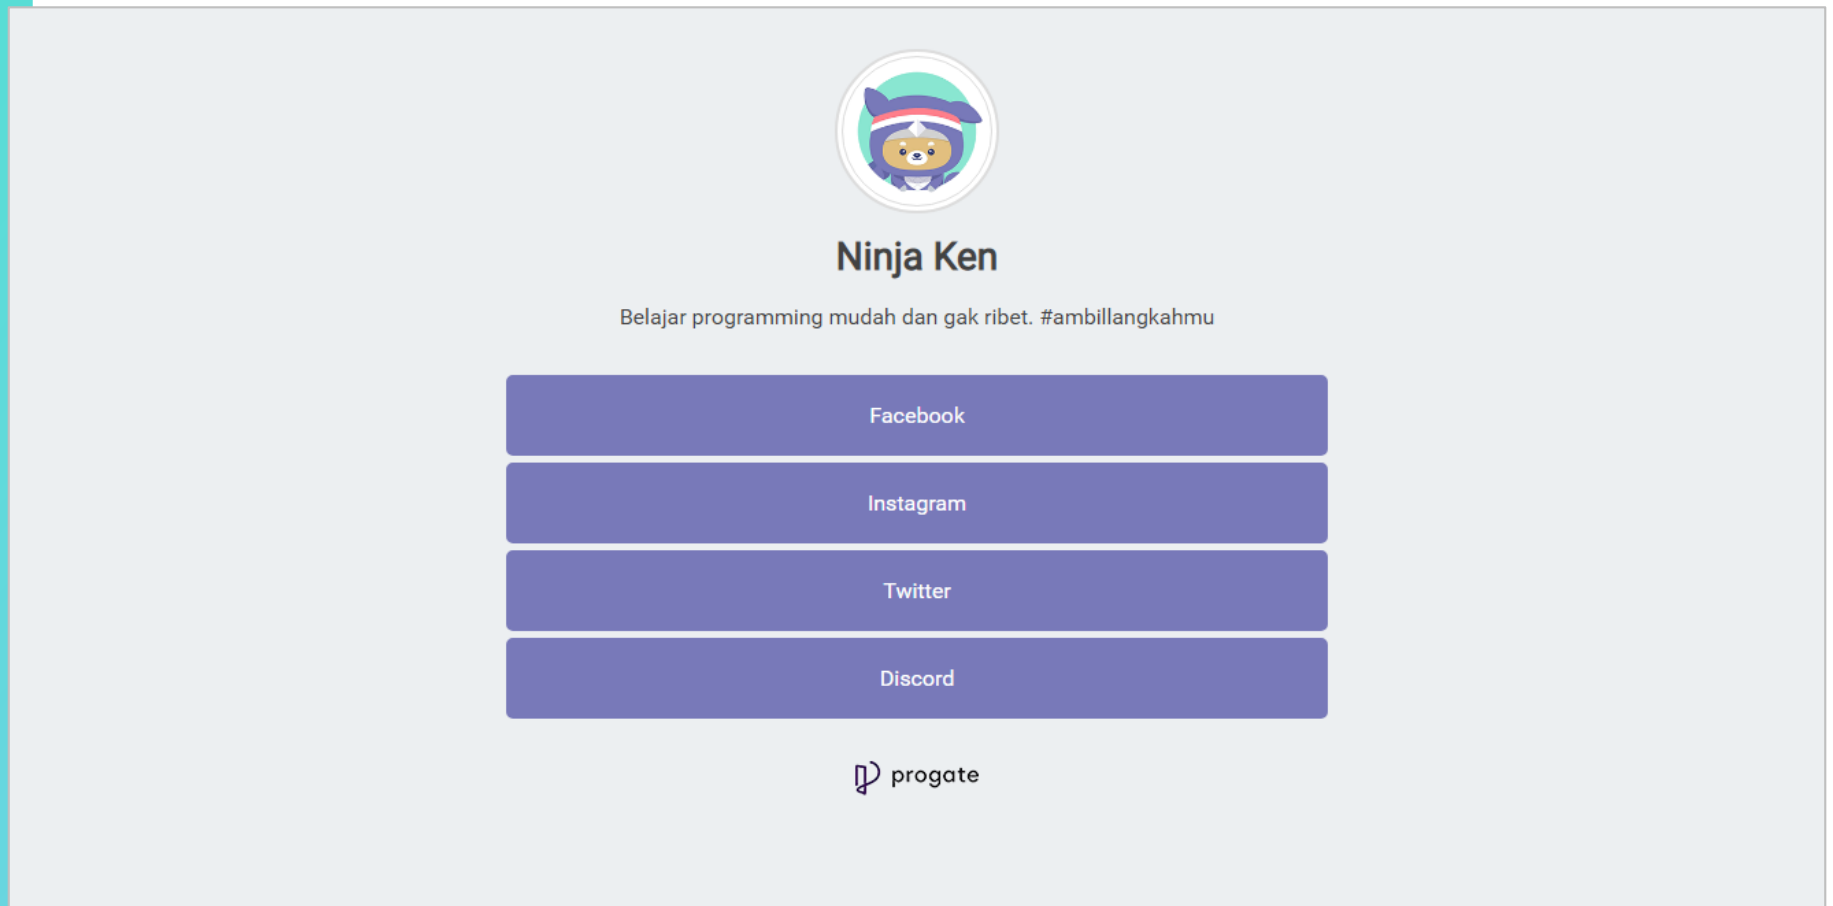 Ninja Ken
Belajar programming mudah dan gak ribet. #ambillangkahmu
Facebook
Instagram
Twitter
Discord
progate